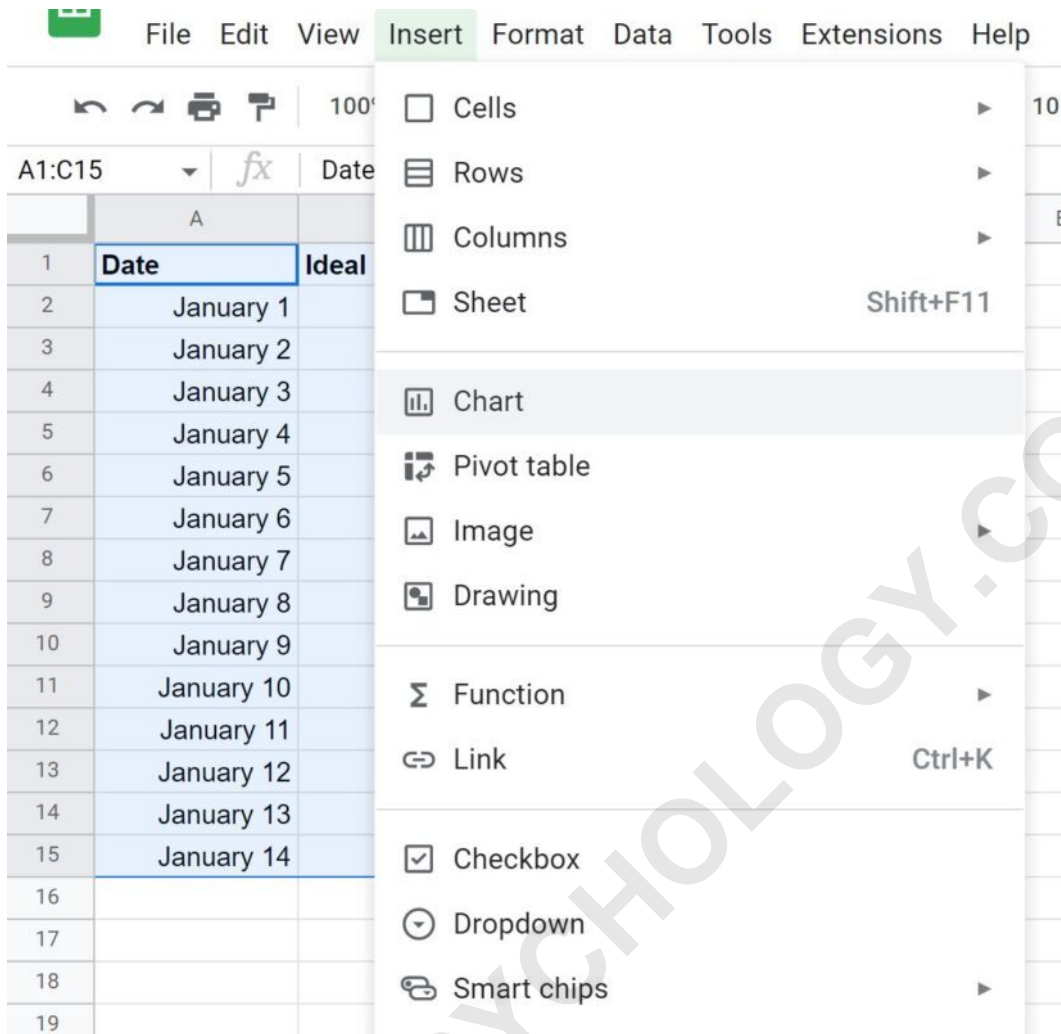 File Edit View Insert Format Data Tools Extensions Help
100%
10
A1:C15
fx
Date
A
1 Date Ideal
2 January 1
3 January 2
4 January 3
5 January 4
6 January 5
7 January 6
8 January 7
9 January 8
10 January 9
11 January 10
12 January 11
13 January 12
14 January 13
15 January 14
16
17
18
19
Cells
Rows
Columns
Sheet Shift+F11
Chart
Pivot table
Image
Drawing
Function
Link Ctrl+K
Checkbox
Dropdown
Smart chips
YCHOLOGY.CO